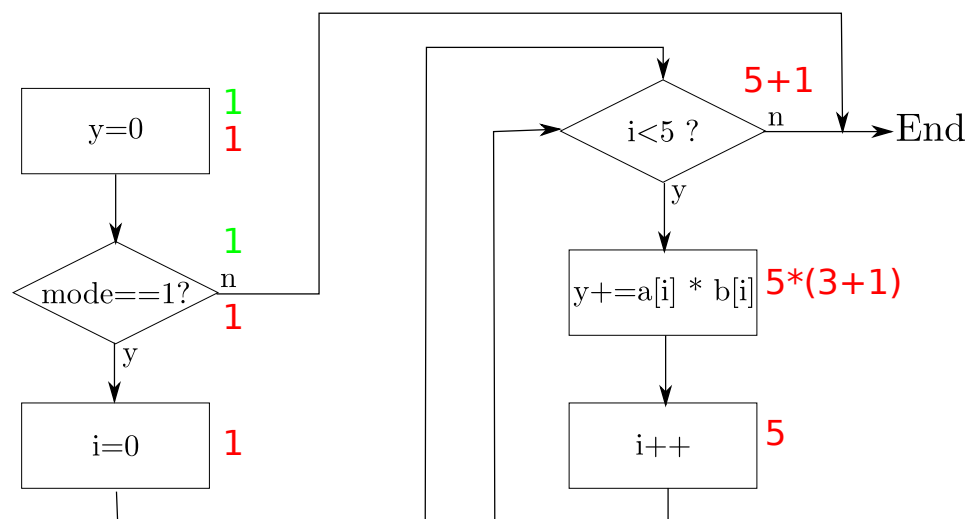 y=0
1
1
mode==1?
1
1
n
y
i=0
1
i<5 ?
5+1
n
End
y
y+=a[i] * b[i]
5*(3+1)
i++
5